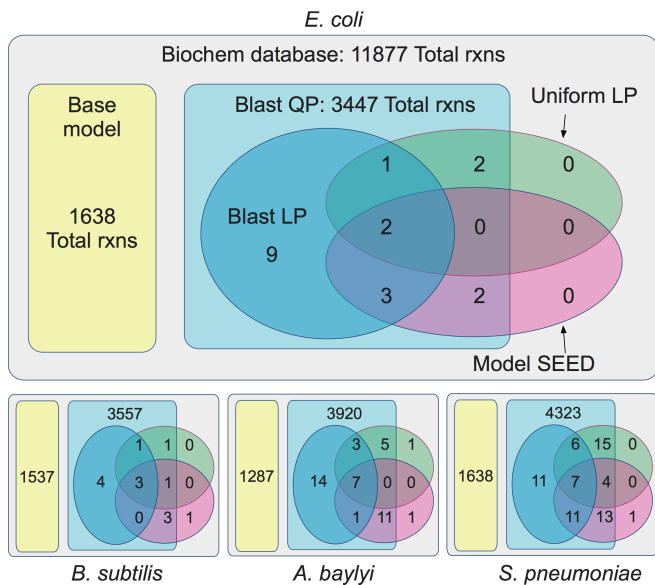 E. coli
Biochem database: 11877 Total rxns
Base
model
1638
Total rxns
Blast QP: 3447 Total rxns
Uniform LP
Blast LP
9
1 2 0
2 0 0
3 2 0
Model SEED
1537
3557
1 1 0
4 3 1 0
0 3 1
B. subtilis
1287
3920
3 5 1
14 7 0 0
1 11 1
A. baylyi
1638
4323
6 15 0
11 7 4 0
11 13 1
S. pneumoniae